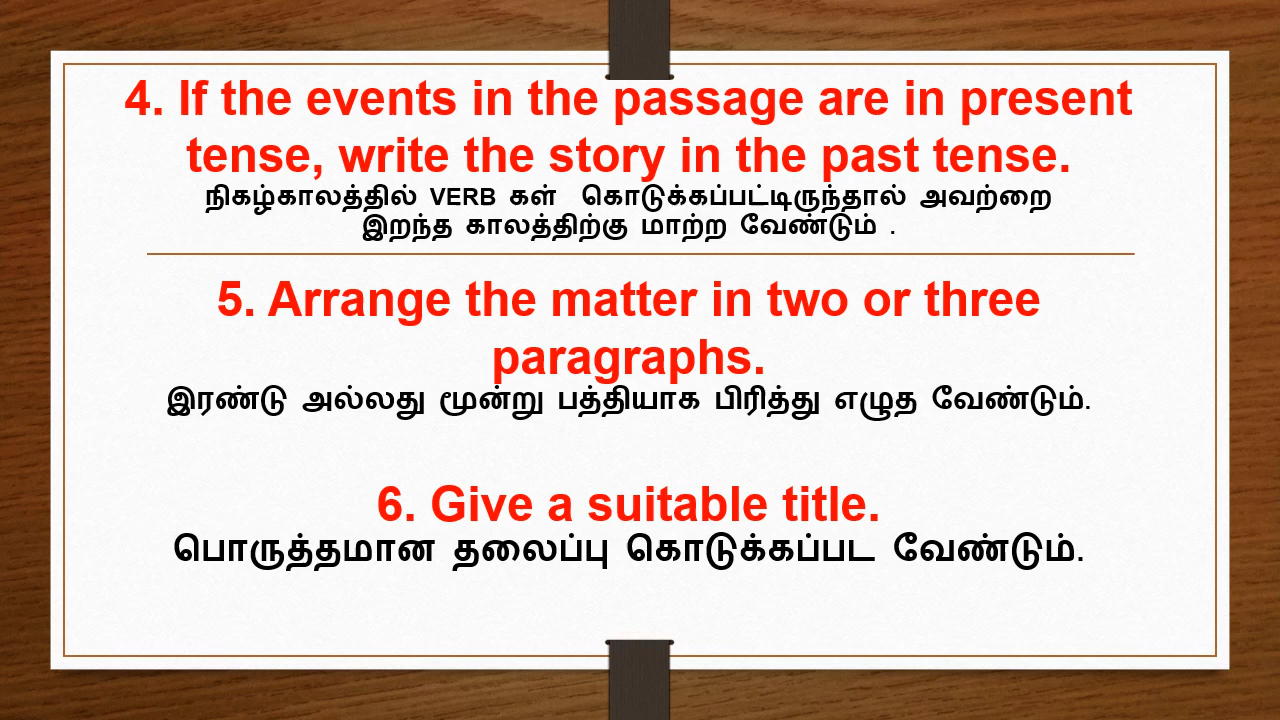 4. If the events in the passage are in present
tense, write the story in the past tense.
நிகழ்காலத்தில் VERB கள் கொடுக்கப்பட்டிருந்தால் அவற்றை
இறந்த காலத்திற்கு மாற்ற வேண்டும் .
5. Arrange the matter in two or three
paragraphs.
இரண்டு அல்லது மூன்று பத்தியாக பிரித்து எழுத வேண்டும்.
6. Give a suitable title.
பொருத்தமான தலைப்பு கொடுக்கப்பட வேண்டும்.